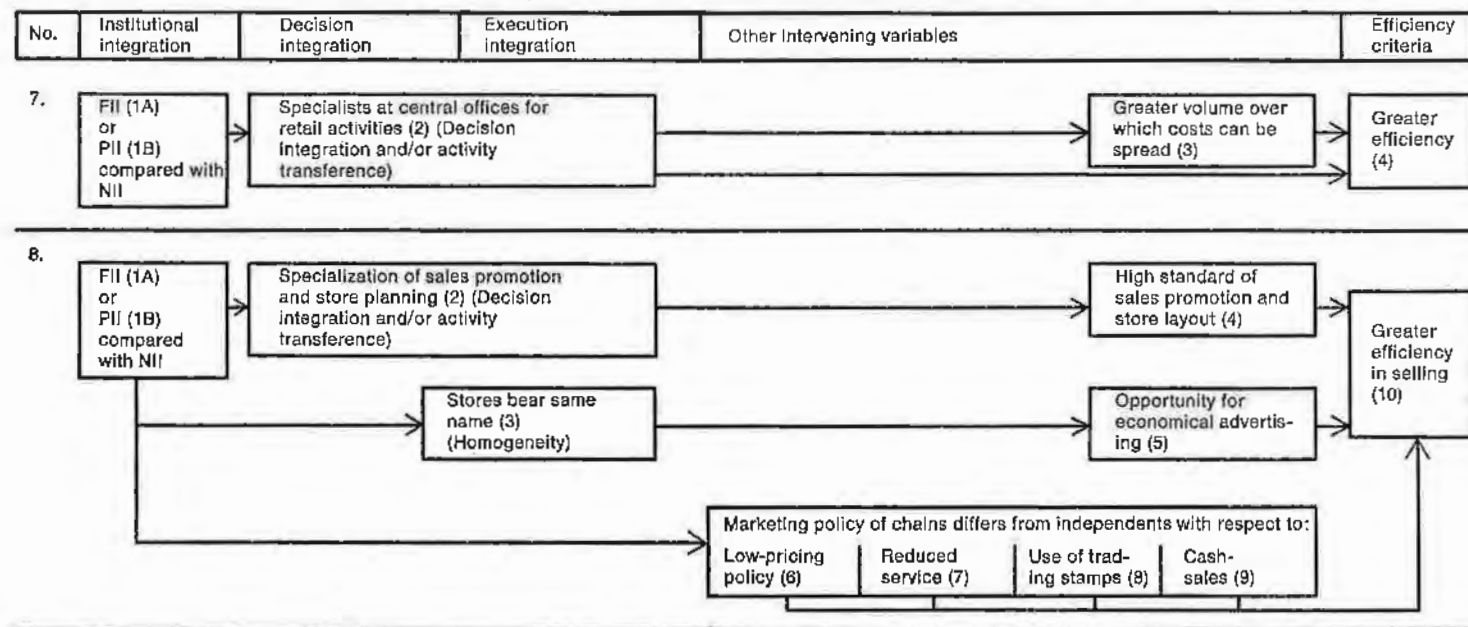 No.
Institutional
integration
Decision
integration
Execution
integration
Other Intervening variables
Efficiency
criteria
7.
FII (1A)
or
PII (1B)
compared with
NII
Specialists at central offices for
retail activities (2) (Decision
integration and/or activity
transference)
Greater volume over
which costs can be
spread (3)
Greater
efficiency
(4)
8.
FII (1A)
or
PII (1B)
compared
with NII
Specialization of sales promotion
and store planning (2) (Decision
integration and/or activity
transference)
High standard of
sales promotion and
store layout (4)
Greater
efficiency
in selling
(10)
Stores bear same
name (3)
(Homogeneity)
Opportunity for
economical advertis-
ing (5)
Marketing policy of chains differs from independents with respect to:
Low-pricing
policy (6)
Reduced
service (7)
Use of trad-
ing stamps (8)
Cash-
sales (9)